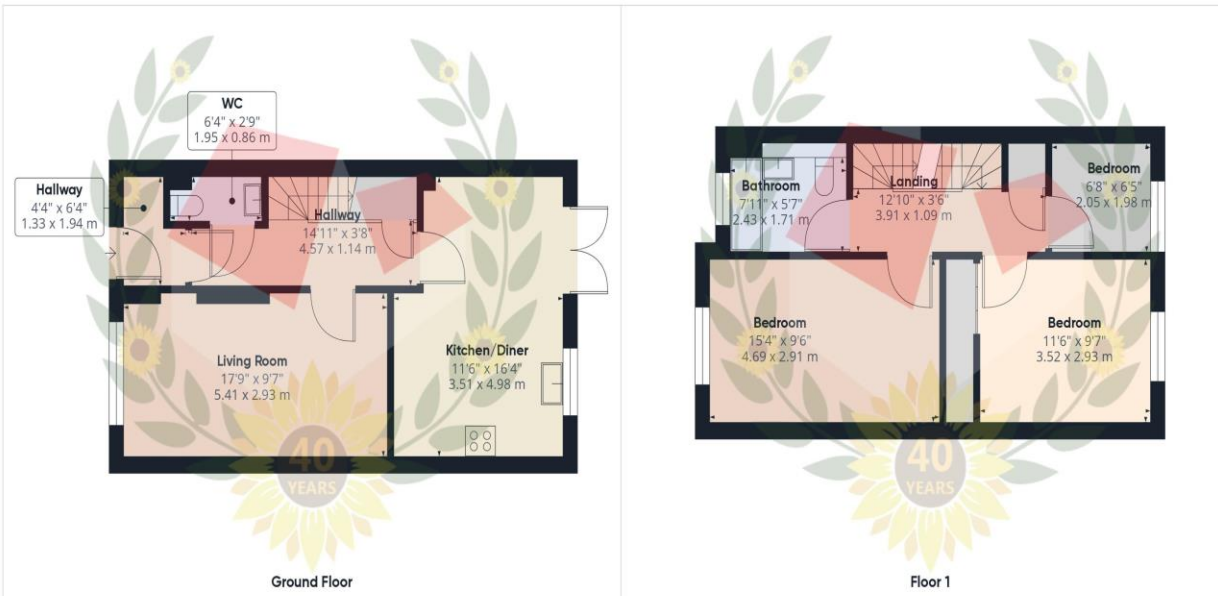 WC
6'4" x 2'9"
1.95 x 0.86 m
Hallway
4'4" x 6'4"
1.33 x 1.94 m
Hallway
14'11" x 3'8"
4.57 x 1.14 m
Living Room
17'9" x 9'7"
5.41 x 2.93 m
Kitchen/Diner
11'6" x 16'4"
3.51 x 4.98 m
40
YEARS
Ground Floor
Bathroom
7'11" x 5'7"
2.43 x 1.71 m
Landing
12'10" x 3'6"
3.91 x 1.09 m
Bedroom
6'8" x 6'5"
2.05 x 1.98 m
Bedroom
15'4" x 9'6"
4.69 x 2.91 m
Bedroom
11'6" x 9'7"
3.52 x 2.93 m
40
YEARS
Floor 1